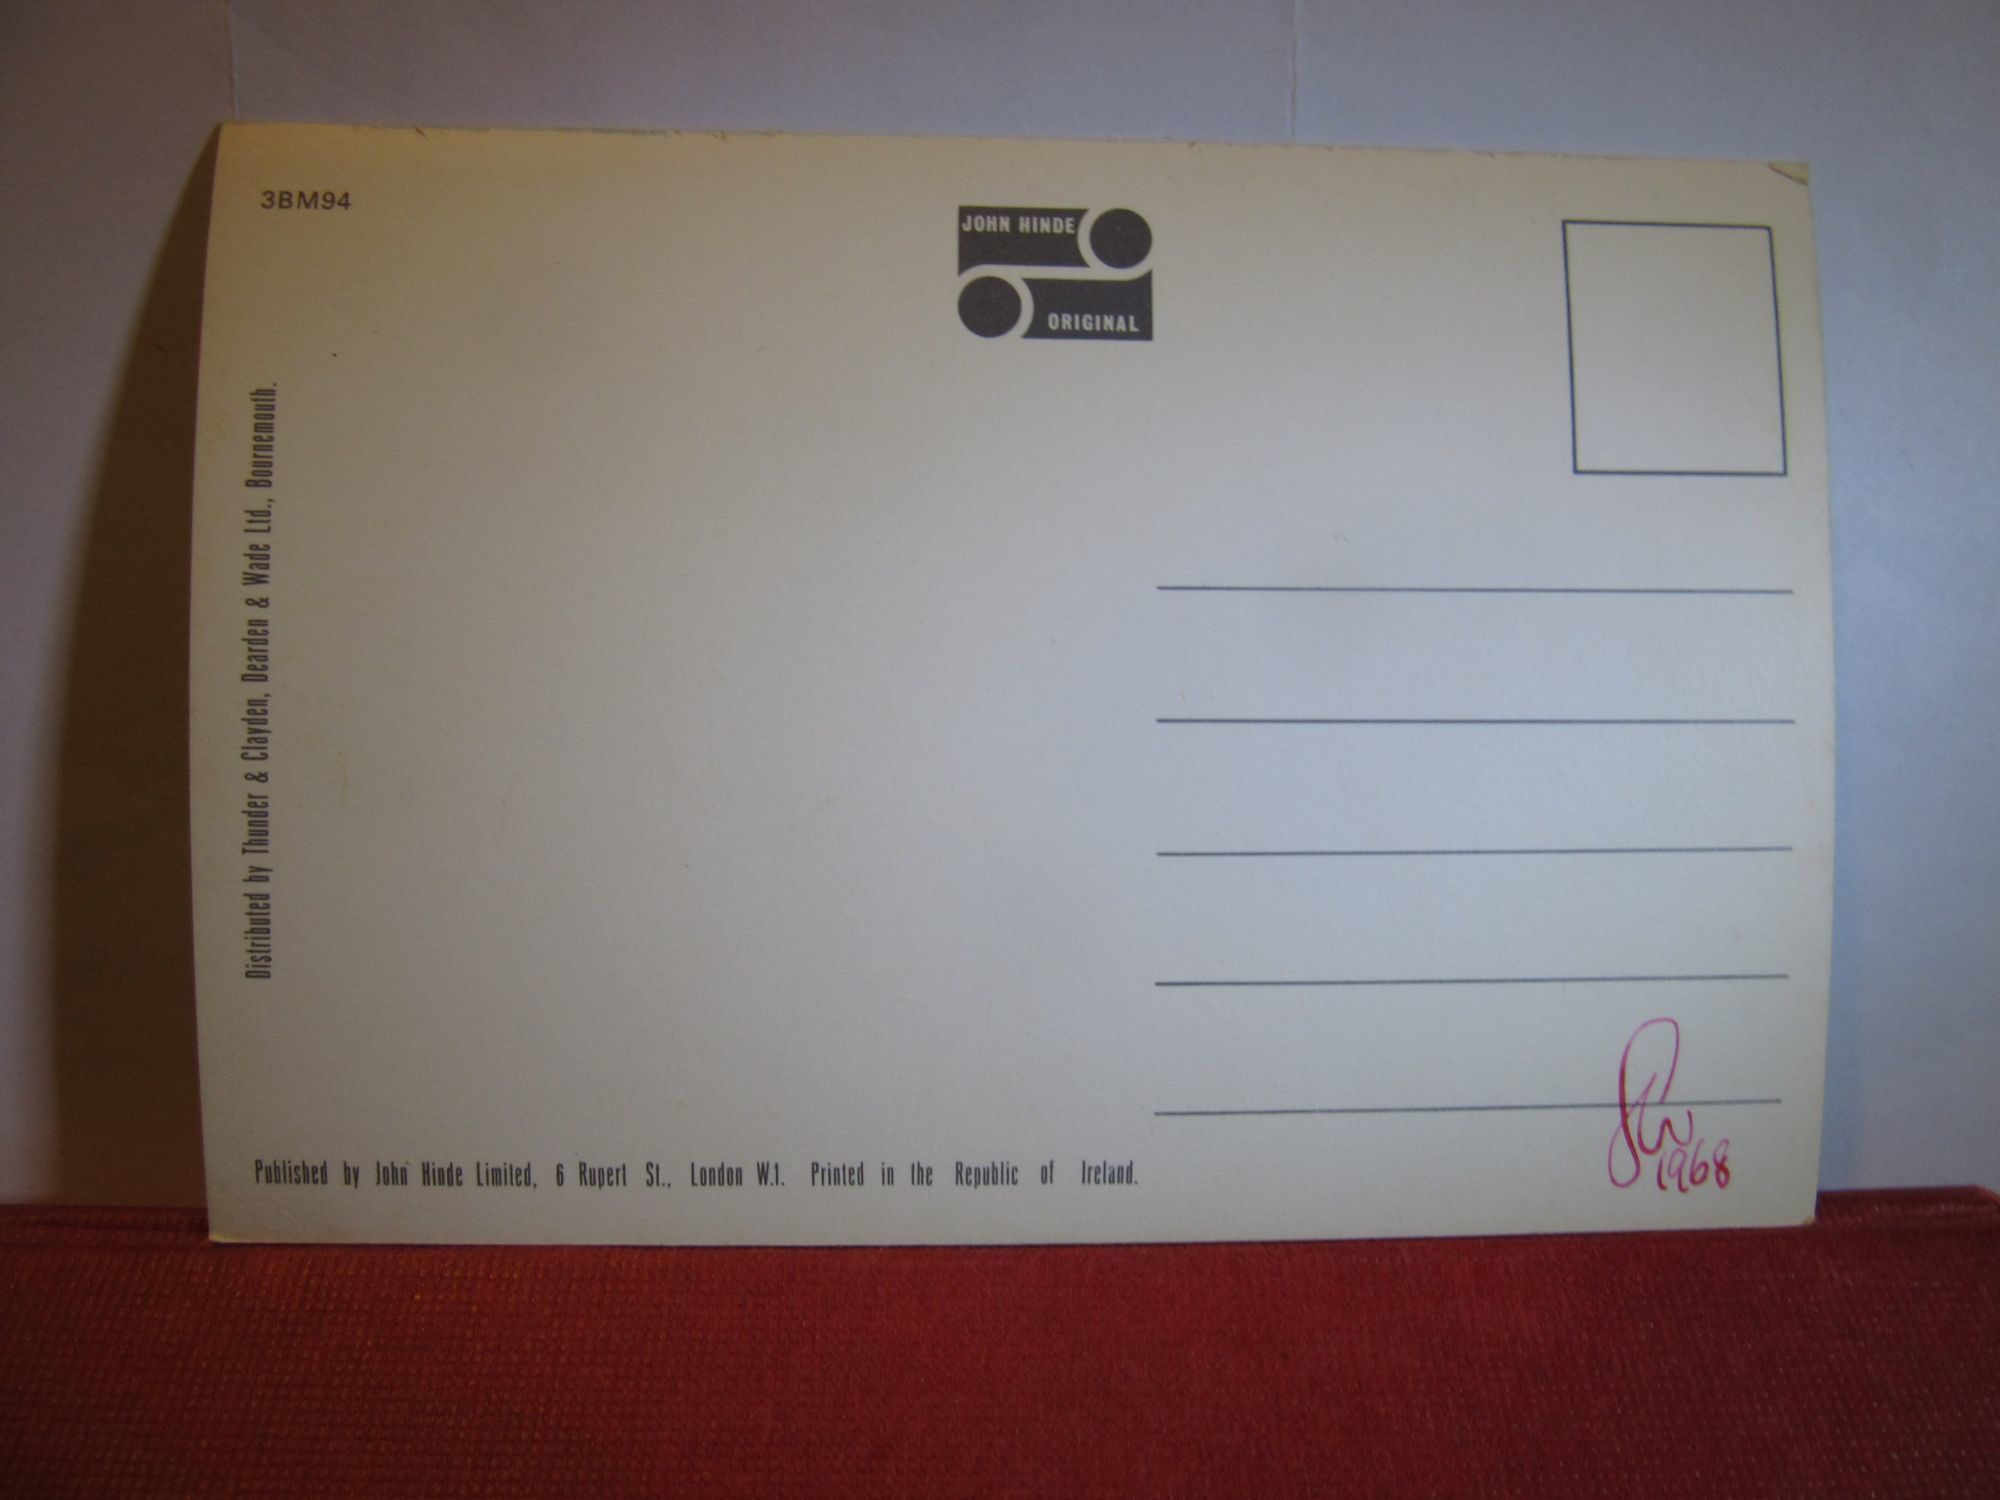 3BM94
JOHN HINDE
ORIGINAL
Distributed by Thunder & Clayden, Dearden & Wade Ltd., Bournemouth.
Published by John Hinde Limited, 6 Rupert St., London W.1. Printed in the Republic of Ireland.
1968